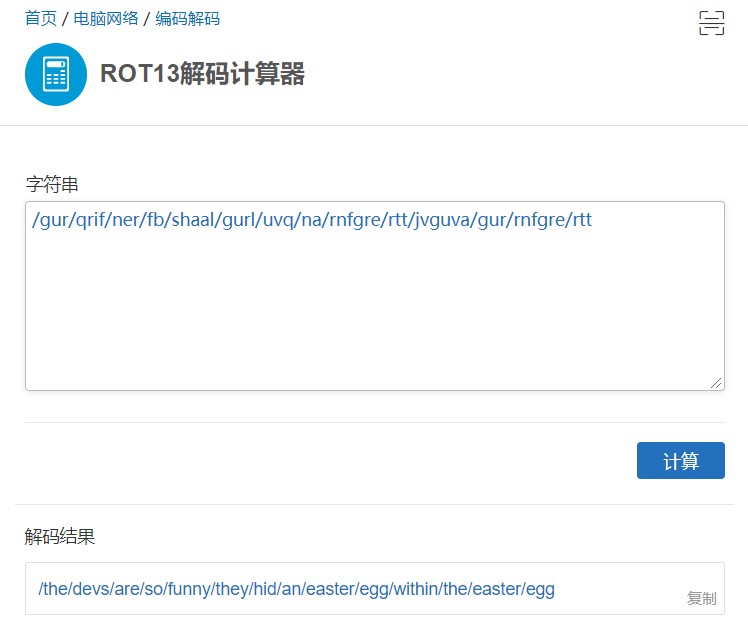 首页 / 电脑网络 / 编码解码
ROT13解码计算器
字符串
/gur/qrif/ner/fb/shaal/gurl/uvq/na/rnfgre/rtt/jvguva/gur/rnfgre/rtt
计算
解码结果
/the/devs/are/so/funny/they/hid/an/easter/egg/within/the/easter/egg
复制